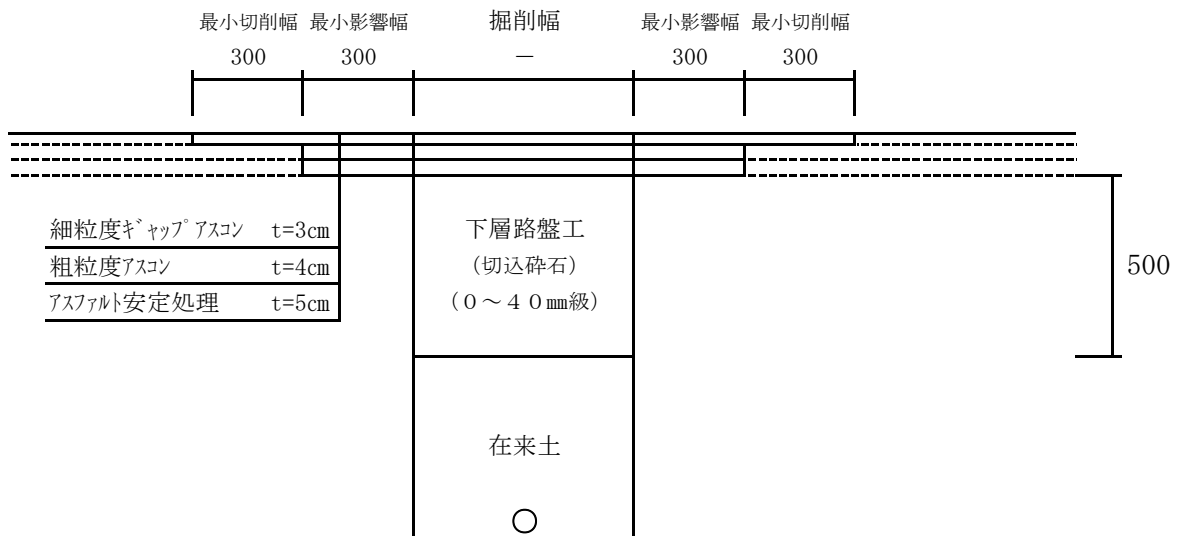 最小切削幅 最小影響幅 掘削幅 最小影響幅 最小切削幅
300 300 － 300 300
細粒度ｷﾞｬｯﾌﾟｱｽｺﾝ t=3cm
粗粒度ｱｽｺﾝ t=4cm
ｱｽﾌｧﾙﾄ安定処理 t=5cm
下層路盤工
（切込砕石）
（０～４０㎜級）
500
在来土